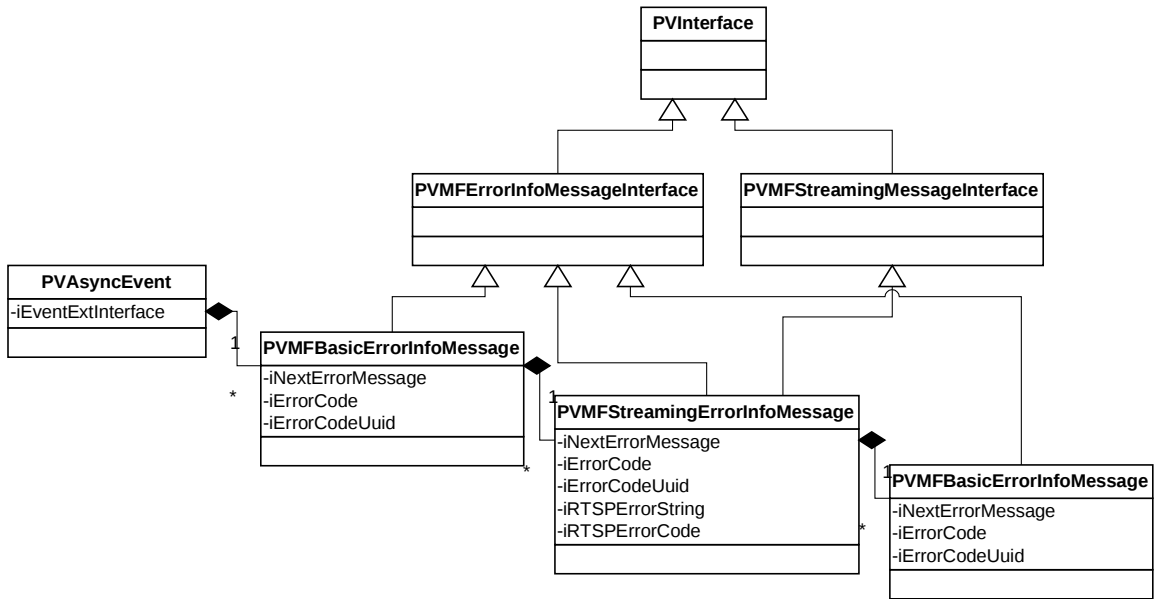 PVInterface
PVMFErrorInfoMessageInterface
PVMFStreamingMessageInterface
PVAsyncEvent
-iEventExtInterface
1
*
PVMFBasicErrorInfoMessage
-iNextErrorMessage
-iErrorCode
-iErrorCodeUuid
1
*
PVMFStreamingErrorInfoMessage
-iNextErrorMessage
-iErrorCode
-iErrorCodeUuid
-iRTSPErrorString
-iRTSPErrorCode
1
*
PVMFBasicErrorInfoMessage
-iNextErrorMessage
-iErrorCode
-iErrorCodeUuid